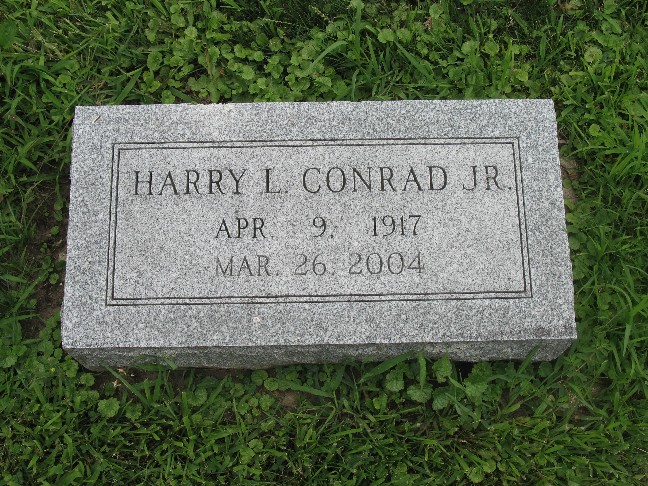 HARRY L. CONRAD JR.
APR. 9, 1917
MAR. 26, 2004